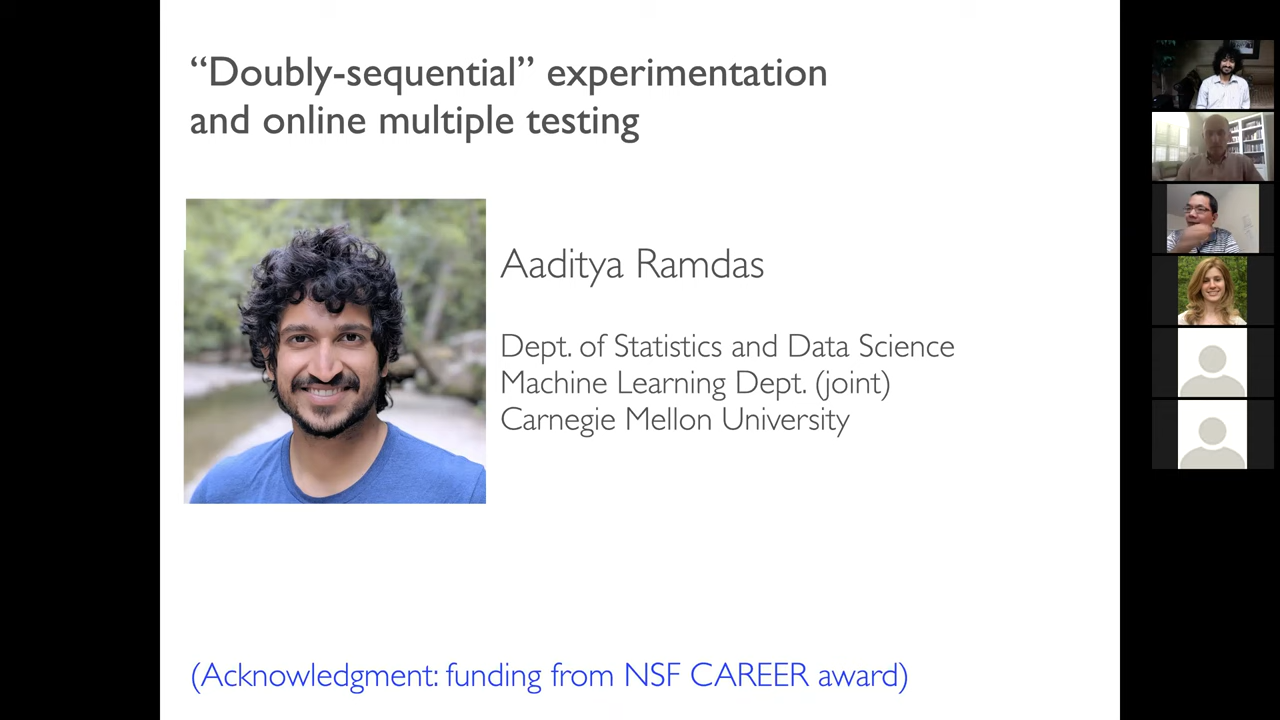 “Doubly-sequential” experimentation
and online multiple testing
Aaditya Ramdas
Dept. of Statistics and Data Science
Machine Learning Dept. (joint)
Carnegie Mellon University
(Acknowledgment: funding from NSF CAREER award)